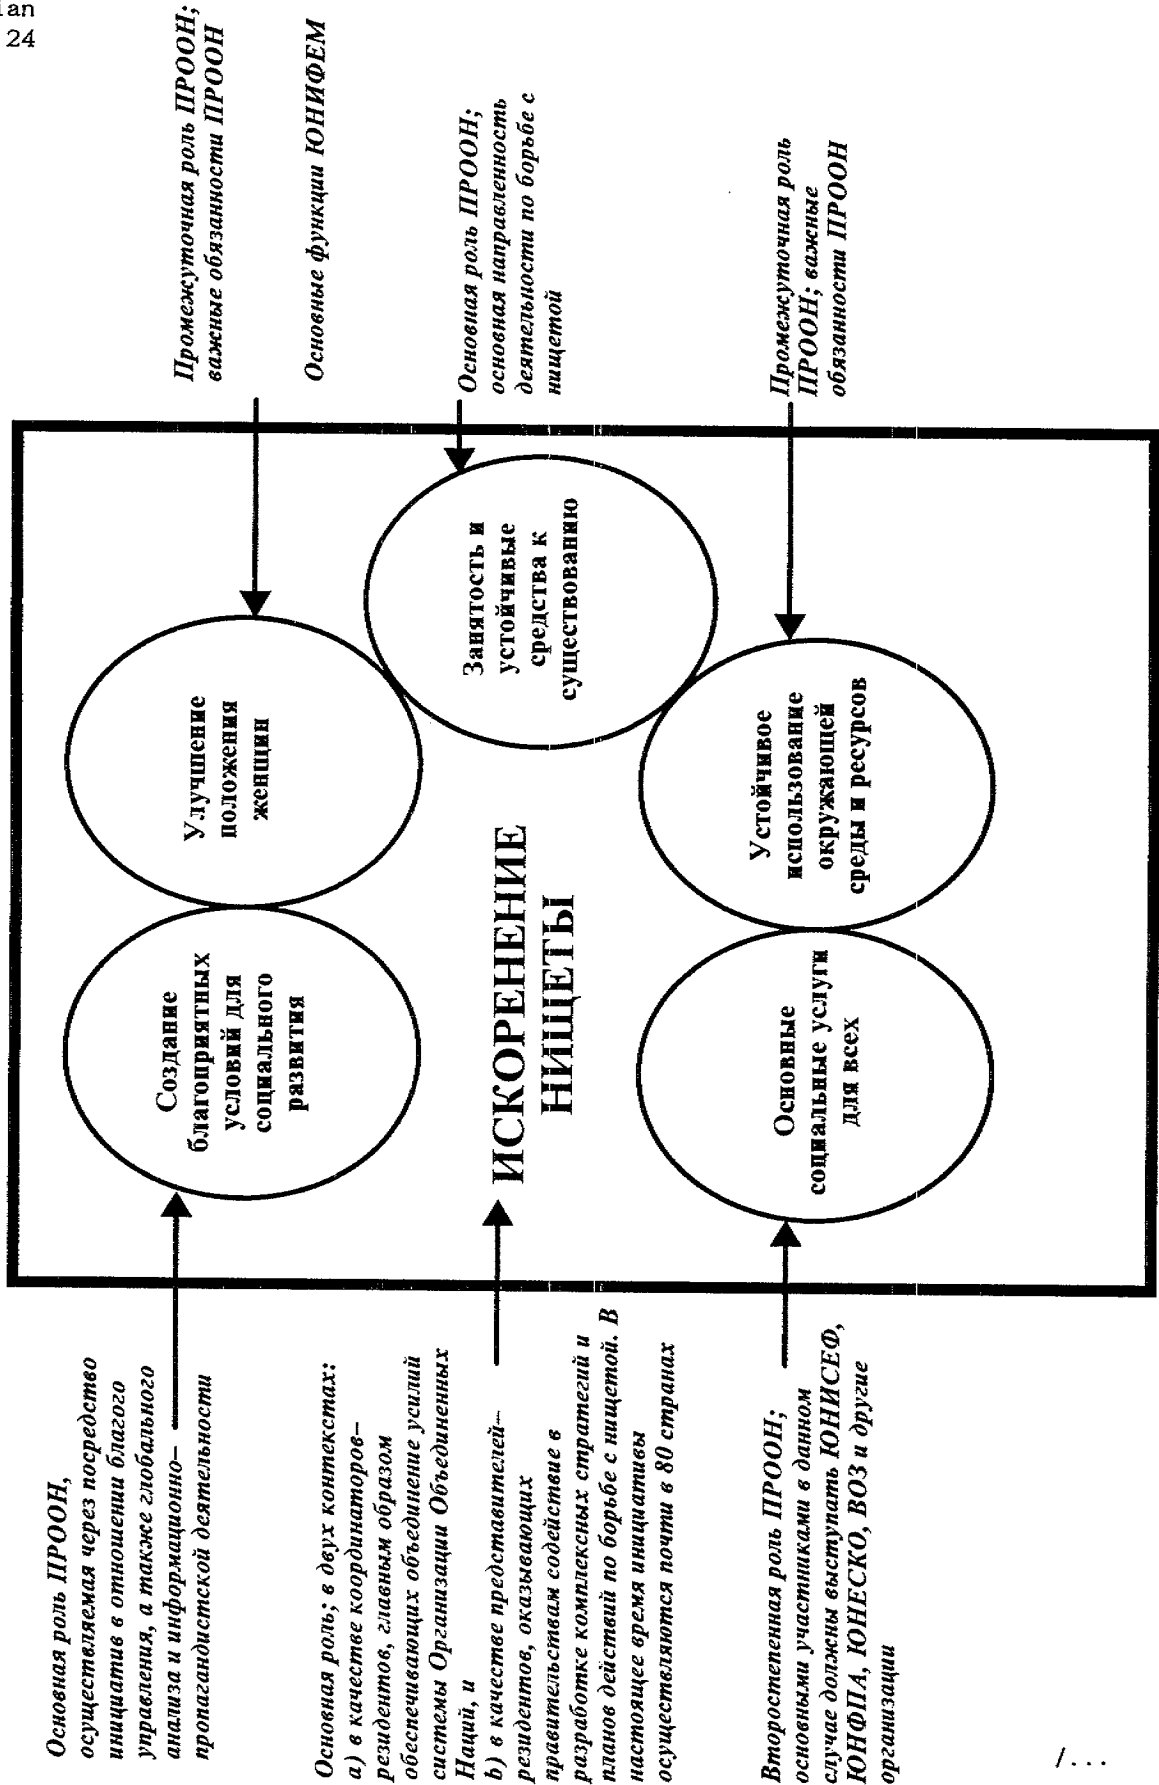 ian
24
Основная роль ПРООН,
осуществляемая через посредство
инициатив в отношении благого
управления, а также глобального
анализа и информационно–
пропагандистской деятельности
Основная роль; в двух контекстах:
a) в качестве координаторов–
резидентов, главным образом
обеспечивающих объединение усилий
системы Организации Объединенных
Наций, и
b) в качестве представителей–
резидентов, оказывающих
правительствам содействие в
разработке комплексных стратегий и
планов действий по борьбе с нищетой. В
настоящее время инициативы
осуществляются почти в 80 странах
Второстепенная роль ПРООН;
основными участниками в данном
случае должны выступать ЮНИСЕФ,
ЮНФПА, ЮНЕСКО, ВОЗ и другие
организации
Создание
благоприятных
условий для
социального
развития
Улучшение
положения
женщин
ИСКОРЕНЕНИЕ
НИЩЕТЫ
Занятость и
устойчивые
средства к
существованию
Основные
социальные услуги
для всех
Устойчивое
использование
окружающей
среды и ресурсов
Промежуточная роль ПРООН;
важные обязанности ПРООН
Основные функции ЮНИФЕМ
Основная роль ПРООН;
основная направленность
деятельности по борьбе с
нищетой
Промежуточная роль
ПРООН; важные
обязанности ПРООН
/...